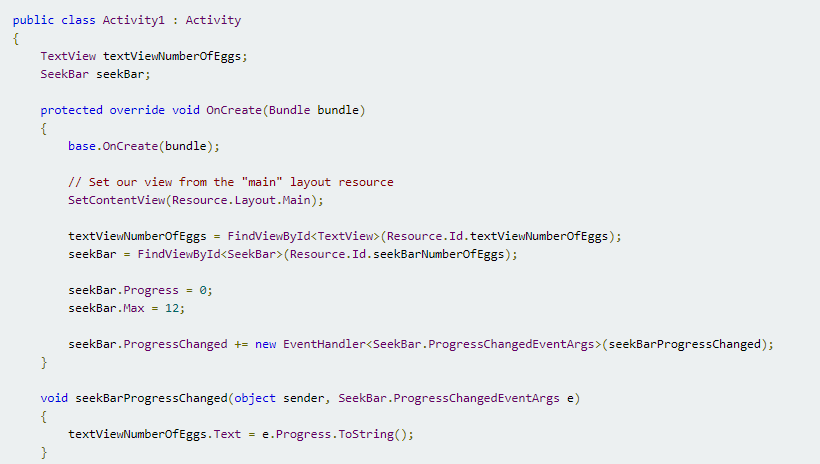 public class Activity1 : Activity
{
    TextView textViewNumberOfEggs;
    SeekBar seekBar;

    protected override void OnCreate(Bundle bundle)
    {
        base.OnCreate(bundle);

        // Set our view from the "main" layout resource
        SetContentView(Resource.Layout.Main);

        textViewNumberOfEggs = FindViewById<TextView>(Resource.Id.textViewNumberOfEggs);
        seekBar = FindViewById<SeekBar>(Resource.Id.seekBarNumberOfEggs);

        seekBar.Progress = 0;
        seekBar.Max = 12;

        seekBar.ProgressChanged += new EventHandler<SeekBar.ProgressChangedEventArgs>(seekBarProgressChanged);
    }

    void seekBarProgressChanged(object sender, SeekBar.ProgressChangedEventArgs e)
    {
        textViewNumberOfEggs.Text = e.Progress.ToString();
    }